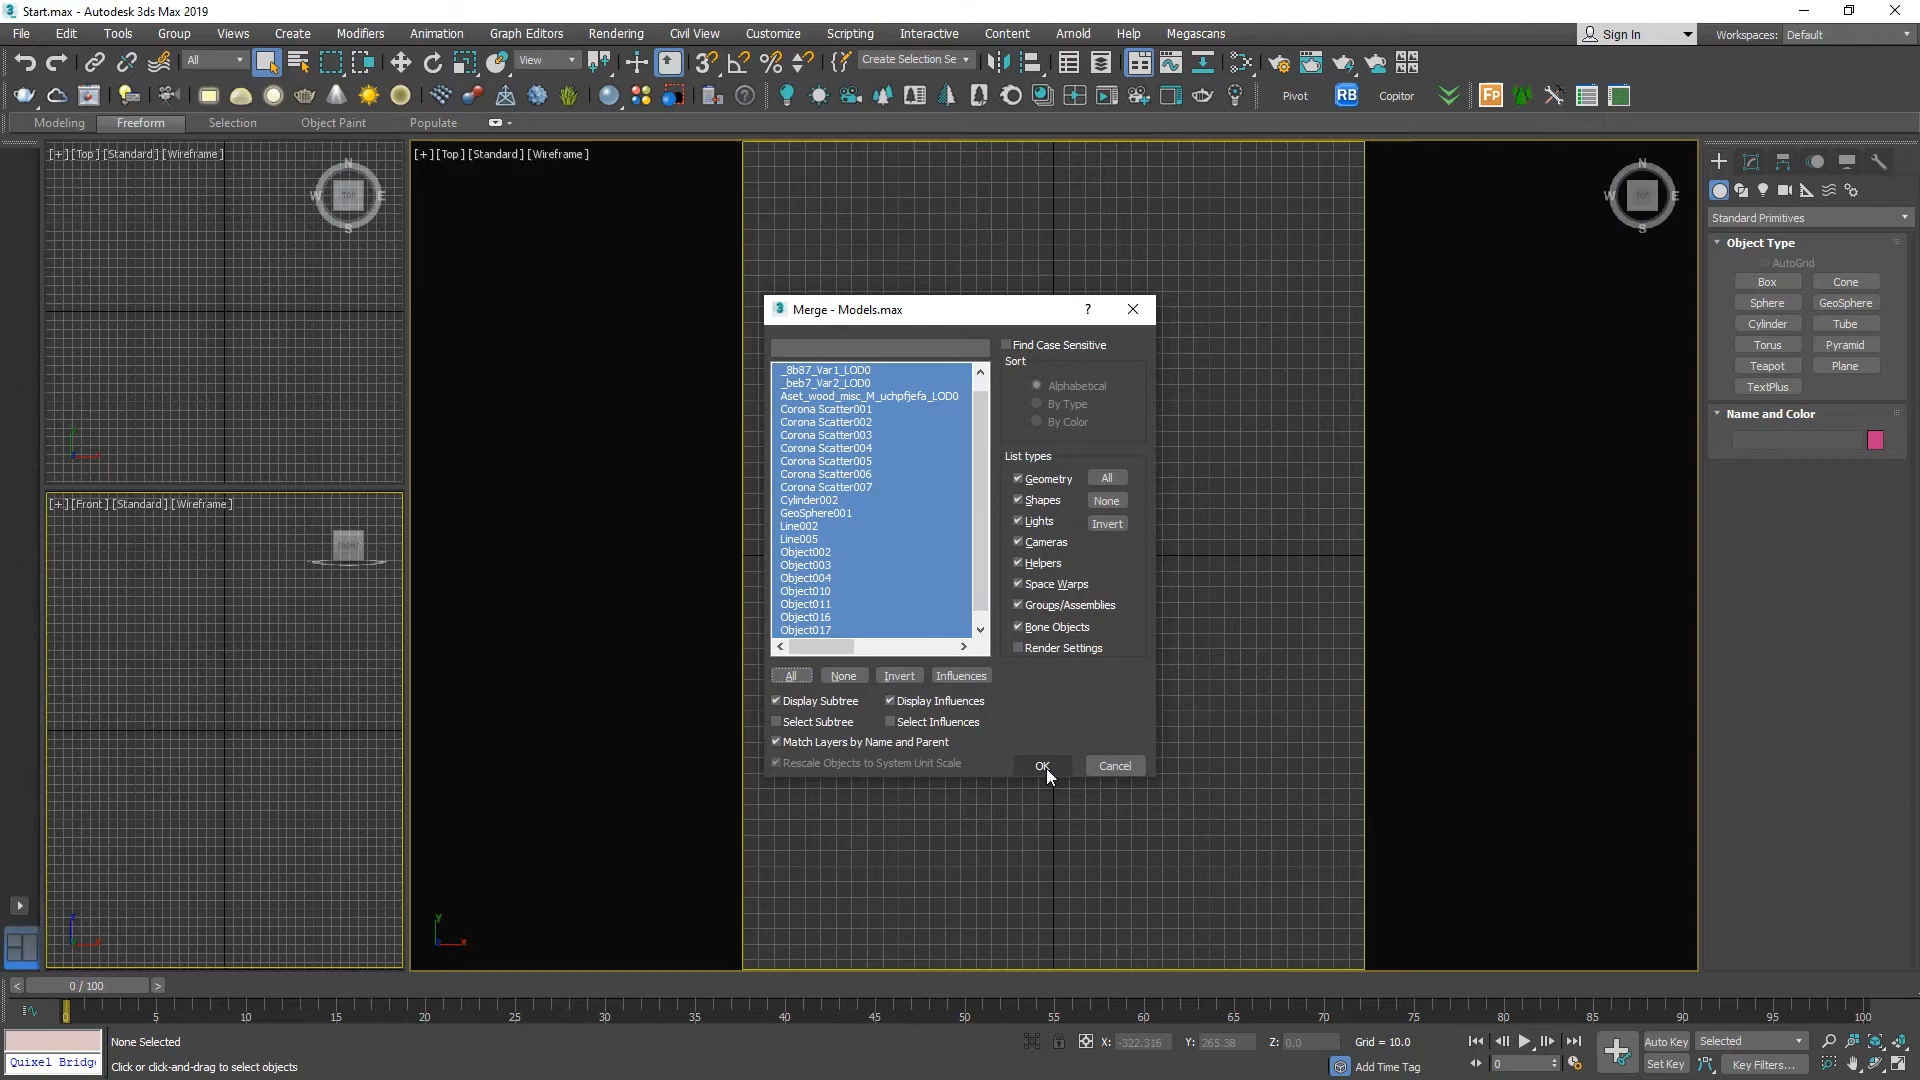 Start.max - Autodesk 3ds Max 2019
File Edit Tools Group Views Create Modifiers Animation Graph Editors Rendering Civil View Customize Scripting Interactive Content Arnold Help Megascans
Sign In
Workspaces: Default
All
View
Create Selection Se
Pivot
RB
Copitor
Fp
Modeling Freeform Selection Object Paint Populate
[+] [Top] [Standard] [Wireframe]
N
W TOP E
S
[+] [Top] [Standard] [Wireframe]
N
W TOP E
S
[+] [Front] [Standard] [Wireframe]
FRONT
Merge - Models.max
?
_8b87_Var1_LOD0
_beb7_Var2_LOD0
Aset_wood_misc_M_uchpfjefa_LOD0
Corona Scatter001
Corona Scatter002
Corona Scatter003
Corona Scatter004
Corona Scatter005
Corona Scatter006
Corona Scatter007
Cylinder002
GeoSphere001
Line002
Line005
Object002
Object003
Object004
Object010
Object011
Object016
Object017
All None Invert Influences
Display Subtree Display Influences
Select Subtree Select Influences
Match Layers by Name and Parent
Rescale Objects to System Unit Scale
Find Case Sensitive
Sort
Alphabetical
By Type
By Color
List types
Geometry All
Shapes None
Lights Invert
Cameras
Helpers
Space Warps
Groups/Assemblies
Bone Objects
Render Settings
OK Cancel
Standard Primitives
Object Type
AutoGrid
Box Cone
Sphere GeoSphere
Cylinder Tube
Torus Pyramid
Teapot Plane
TextPlus
Name and Color
y
x
z
x
y
x
< 0 / 100 >
0 5 10 15 20 25 30 35 40 45 50 55 60 65 70 75 80 85 90 95 100
None Selected
Quixel Bridg
Click or click-and-drag to select objects
X: -322.316 Y: 265.38 Z: 0.0 Grid = 10.0
Add Time Tag
0
Auto Key Selected
Set Key Key Filters...